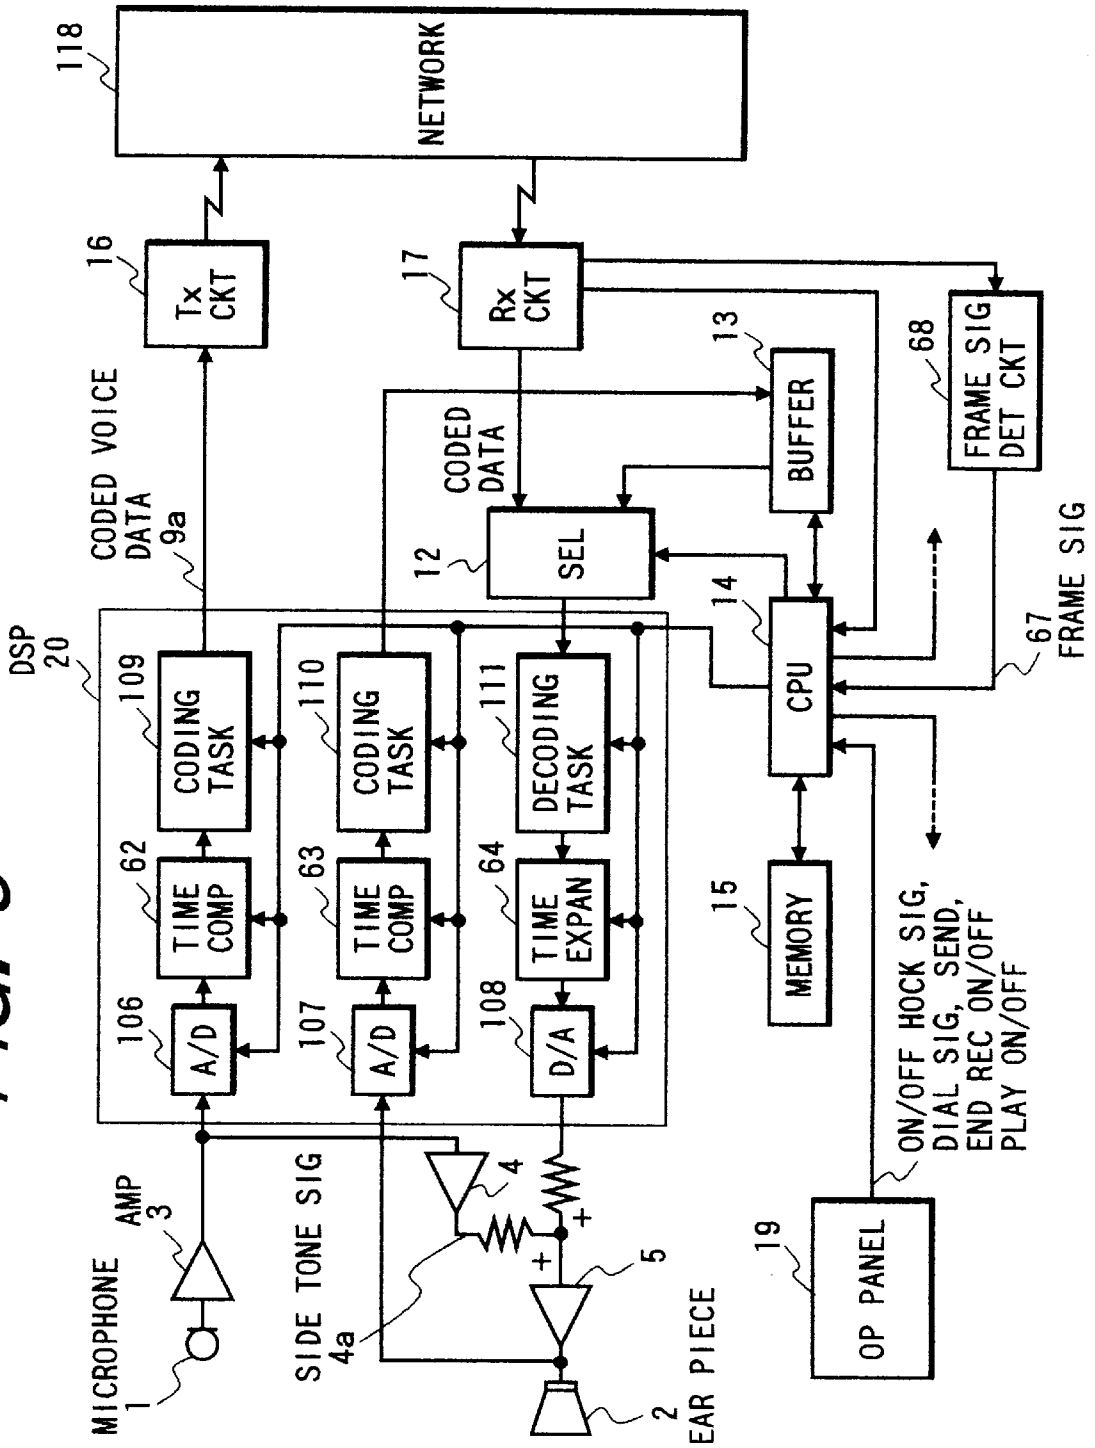 118
NETWORK
16
Tx
CKT
17
Rx
CKT
CODED VOICE
DATA
9a
CODED
DATA
13
BUFFER
68
FRAME SIG
DET CKT
12
SEL
14
CPU
67
FRAME SIG
DSP
20
109
CODING
TASK
110
CODING
TASK
111
DECODING
TASK
62
TIME
COMP
63
TIME
COMP
64
TIME
EXPAN
15
MEMORY
106
A/D
107
A/D
108
D/A
AMP
3
MICROPHONE
1
SIDE TONE SIG
4a
4
+
+
5
2
EAR PIECE
19
OP PANEL
ON/OFF HOCK SIG,
DIAL SIG, SEND,
END REC ON/OFF
PLAY ON/OFF